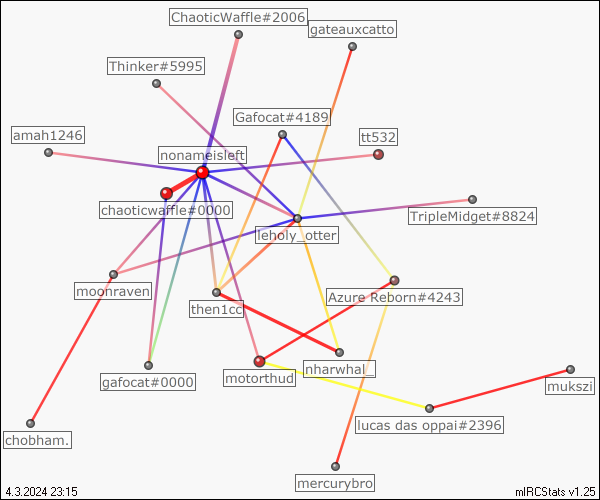 ChaoticWaffle#2006
gateauxcatto
Thinker#5995
Gafocat#4189
amah1246
tt532
nonameisleft
chaoticwaffle#0000
TripleMidget#8824
leholy_otter
moonraven
Azure Reborn#4243
then1cc
nharwhal_
motorthud
gafocat#0000
mukszi
lucas das oppai#2396
chobham.
mercurybro
4.3.2024 23:15
mIRCStats v1.25